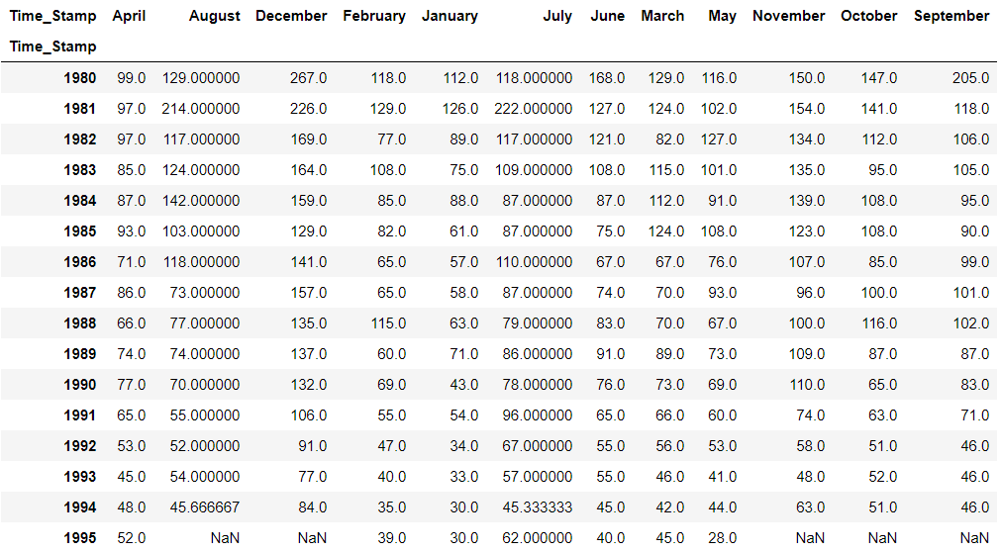 Time_Stamp April August December February January July June March May November October September
Time_Stamp
1980 99.0 129.000000 267.0 118.0 112.0 118.000000 168.0 129.0 116.0 150.0 147.0 205.0
1981 97.0 214.000000 226.0 129.0 126.0 222.000000 127.0 124.0 102.0 154.0 141.0 118.0
1982 97.0 117.000000 169.0 77.0 89.0 117.000000 121.0 82.0 127.0 134.0 112.0 106.0
1983 85.0 124.000000 164.0 108.0 75.0 109.000000 108.0 115.0 101.0 135.0 95.0 105.0
1984 87.0 142.000000 159.0 85.0 88.0 87.000000 87.0 112.0 91.0 139.0 108.0 95.0
1985 93.0 103.000000 129.0 82.0 61.0 87.000000 75.0 124.0 108.0 123.0 108.0 90.0
1986 71.0 118.000000 141.0 65.0 57.0 110.000000 67.0 67.0 76.0 107.0 85.0 99.0
1987 86.0 73.000000 157.0 65.0 58.0 87.000000 74.0 70.0 93.0 96.0 100.0 101.0
1988 66.0 77.000000 135.0 115.0 63.0 79.000000 83.0 70.0 67.0 100.0 116.0 102.0
1989 74.0 74.000000 137.0 60.0 71.0 86.000000 91.0 89.0 73.0 109.0 87.0 87.0
1990 77.0 70.000000 132.0 69.0 43.0 78.000000 76.0 73.0 69.0 110.0 65.0 83.0
1991 65.0 55.000000 106.0 55.0 54.0 96.000000 65.0 66.0 60.0 74.0 63.0 71.0
1992 53.0 52.000000 91.0 47.0 34.0 67.000000 55.0 56.0 53.0 58.0 51.0 46.0
1993 45.0 54.000000 77.0 40.0 33.0 57.000000 55.0 46.0 41.0 48.0 52.0 46.0
1994 48.0 45.666667 84.0 35.0 30.0 45.333333 45.0 42.0 44.0 63.0 51.0 46.0
1995 52.0 NaN NaN 39.0 30.0 62.000000 40.0 45.0 28.0 NaN NaN NaN